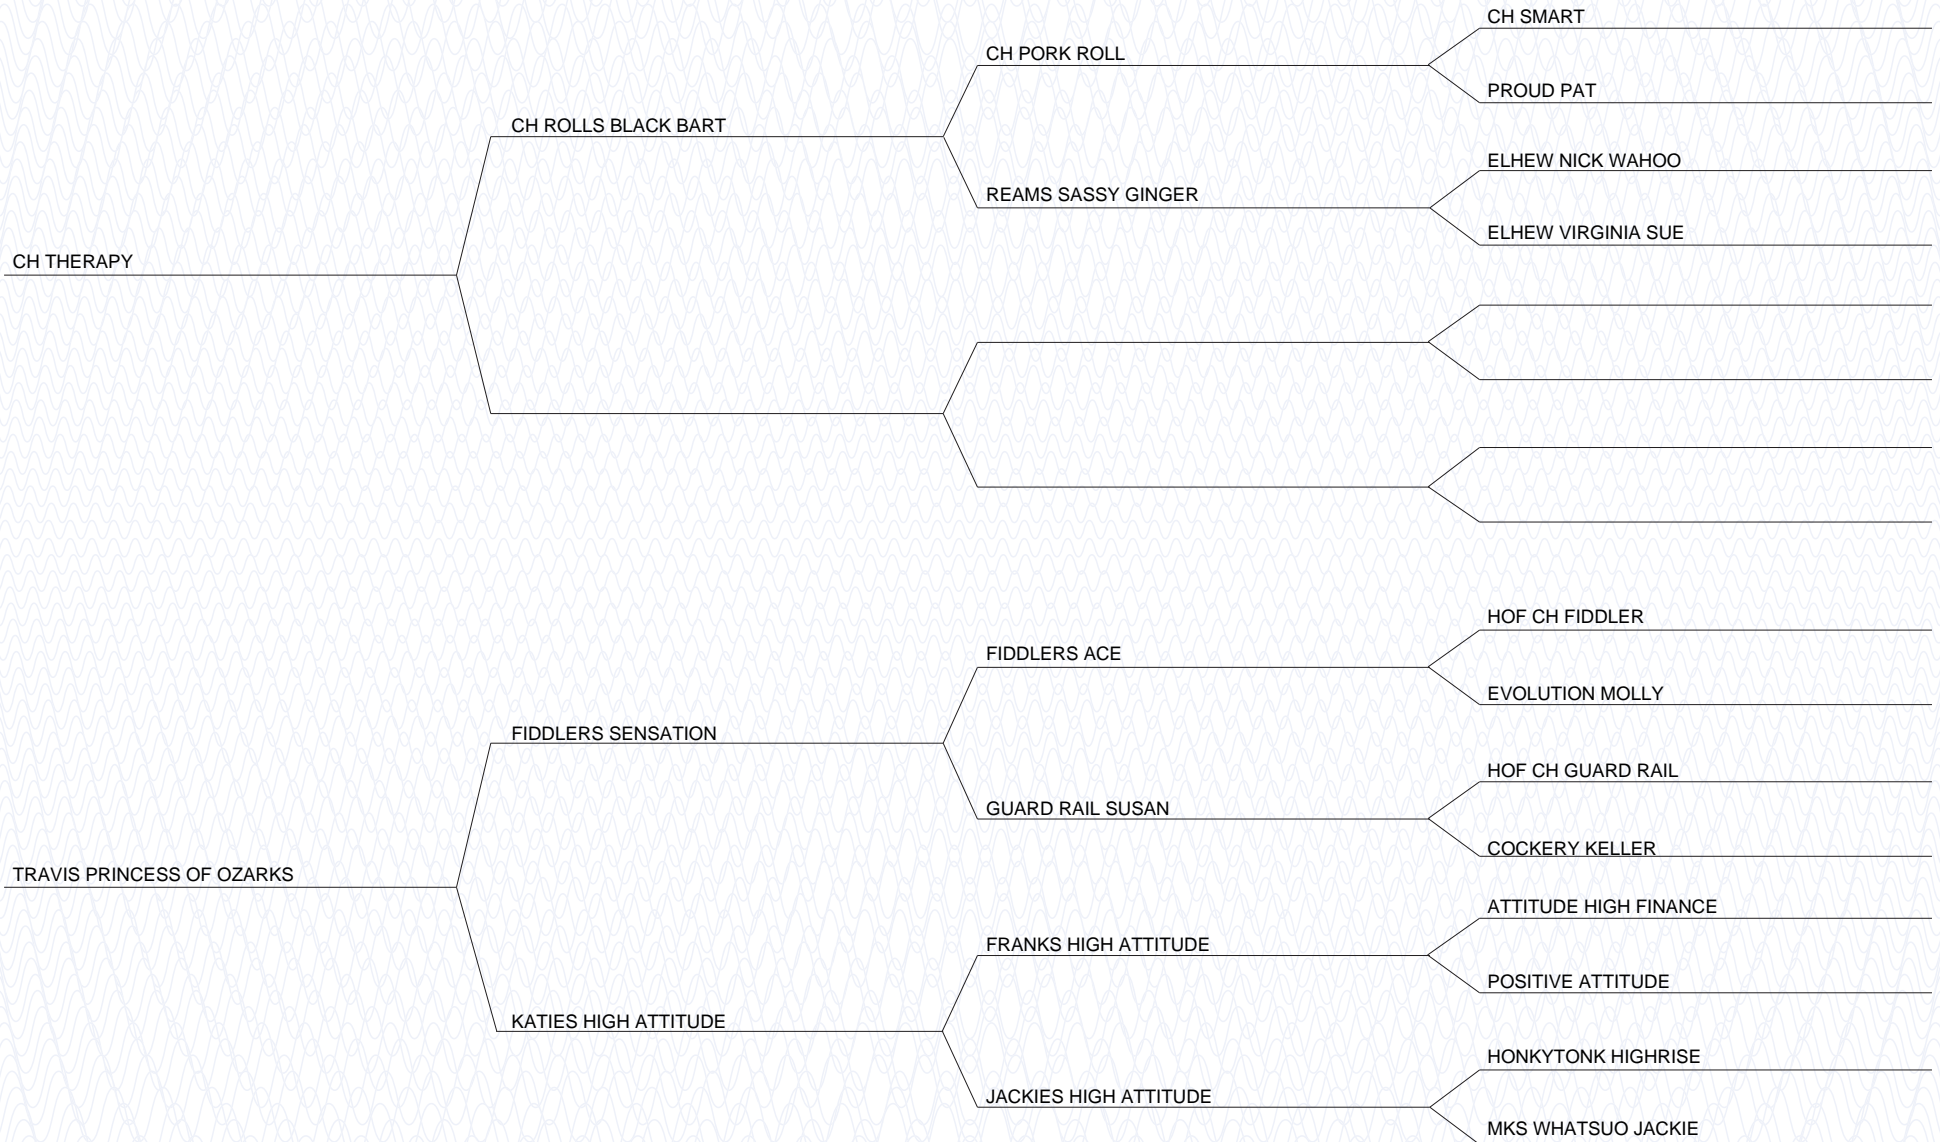 CH SMART
CH PORK ROLL
PROUD PAT
CH ROLLS BLACK BART
ELHEW NICK WAHOO
REAMS SASSY GINGER
ELHEW VIRGINIA SUE
CH THERAPY
HOF CH FIDDLER
FIDDLERS ACE
EVOLUTION MOLLY
FIDDLERS SENSATION
HOF CH GUARD RAIL
GUARD RAIL SUSAN
COCKERY KELLER
TRAVIS PRINCESS OF OZARKS
ATTITUDE HIGH FINANCE
FRANKS HIGH ATTITUDE
POSITIVE ATTITUDE
KATIES HIGH ATTITUDE
HONKYTONK HIGHRISE
JACKIES HIGH ATTITUDE
MKS WHATSUO JACKIE